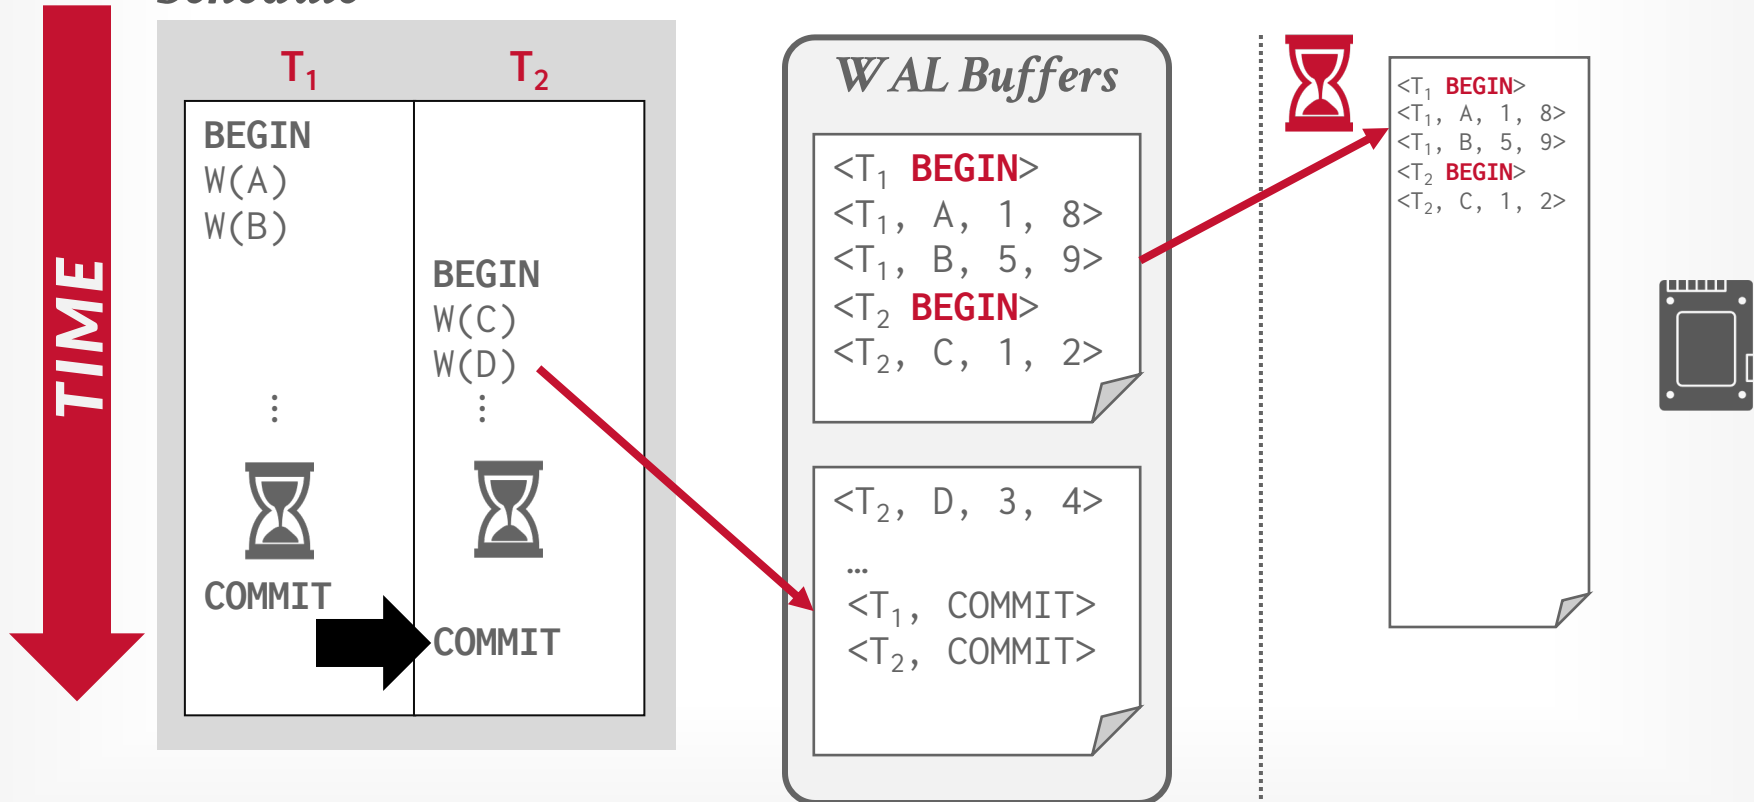 TIME
T₁ T₂
BEGIN
W(A)
W(B)
⋮
COMMIT
BEGIN
W(C)
W(D)
⋮
COMMIT
WAL Buffers
<T₁ BEGIN>
<T₁, A, 1, 8>
<T₁, B, 5, 9>
<T₂ BEGIN>
<T₂, C, 1, 2>
<T₂, D, 3, 4>
…
<T₁, COMMIT>
<T₂, COMMIT>
<T₁ BEGIN>
<T₁, A, 1, 8>
<T₁, B, 5, 9>
<T₂ BEGIN>
<T₂, C, 1, 2>